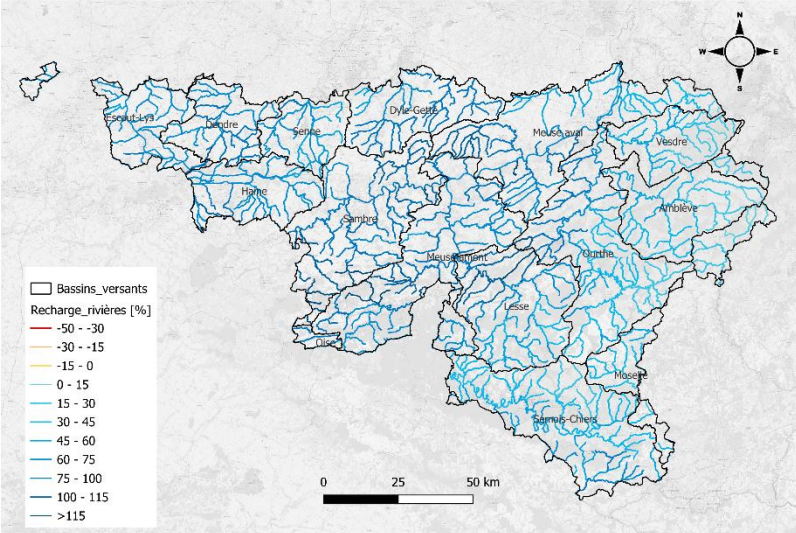 N
W
E
S
Escaut-Lys
Dendre
Senne
Dyle-Gette
Meuse aval
Vesdre
Haine
Sambre
Amblève
Meuse amont
Ourthe
Lesse
Oise
Moselle
Semois-Chiers
Bassins_versants
Recharge_rivières [%]
-50 - -30
-30 - -15
-15 - 0
0 - 15
15 - 30
30 - 45
45 - 60
60 - 75
75 - 100
100 - 115
>115
0 25 50 km